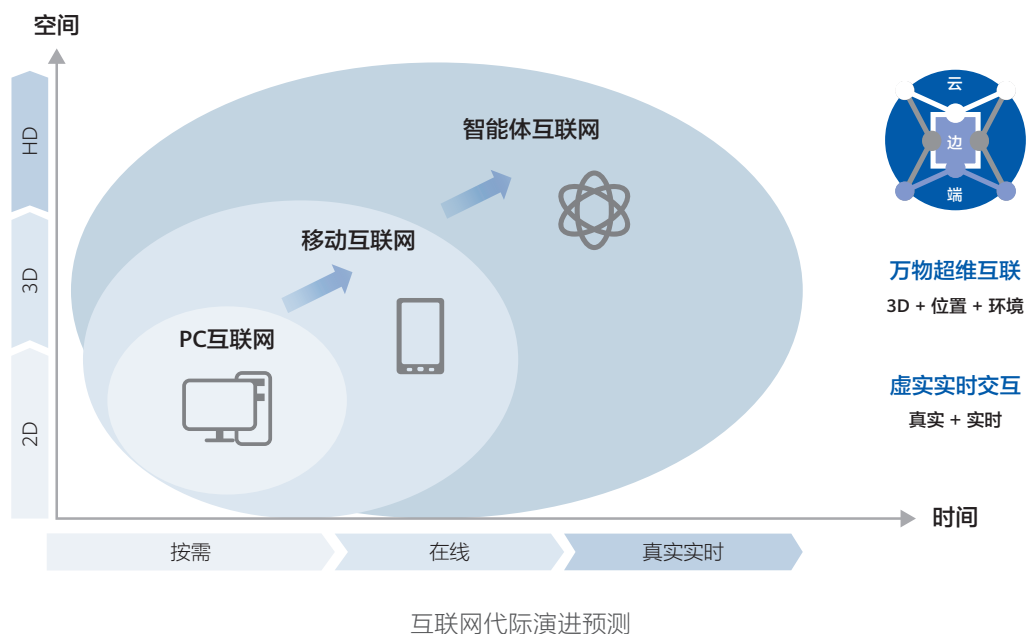 空间
HD
3D
2D
智能体互联网
移动互联网
PC互联网
云
边
端
万物超维互联
3D + 位置 + 环境
虚实实时交互
真实 + 实时
时间
按需
在线
真实实时
互联网代际演进预测